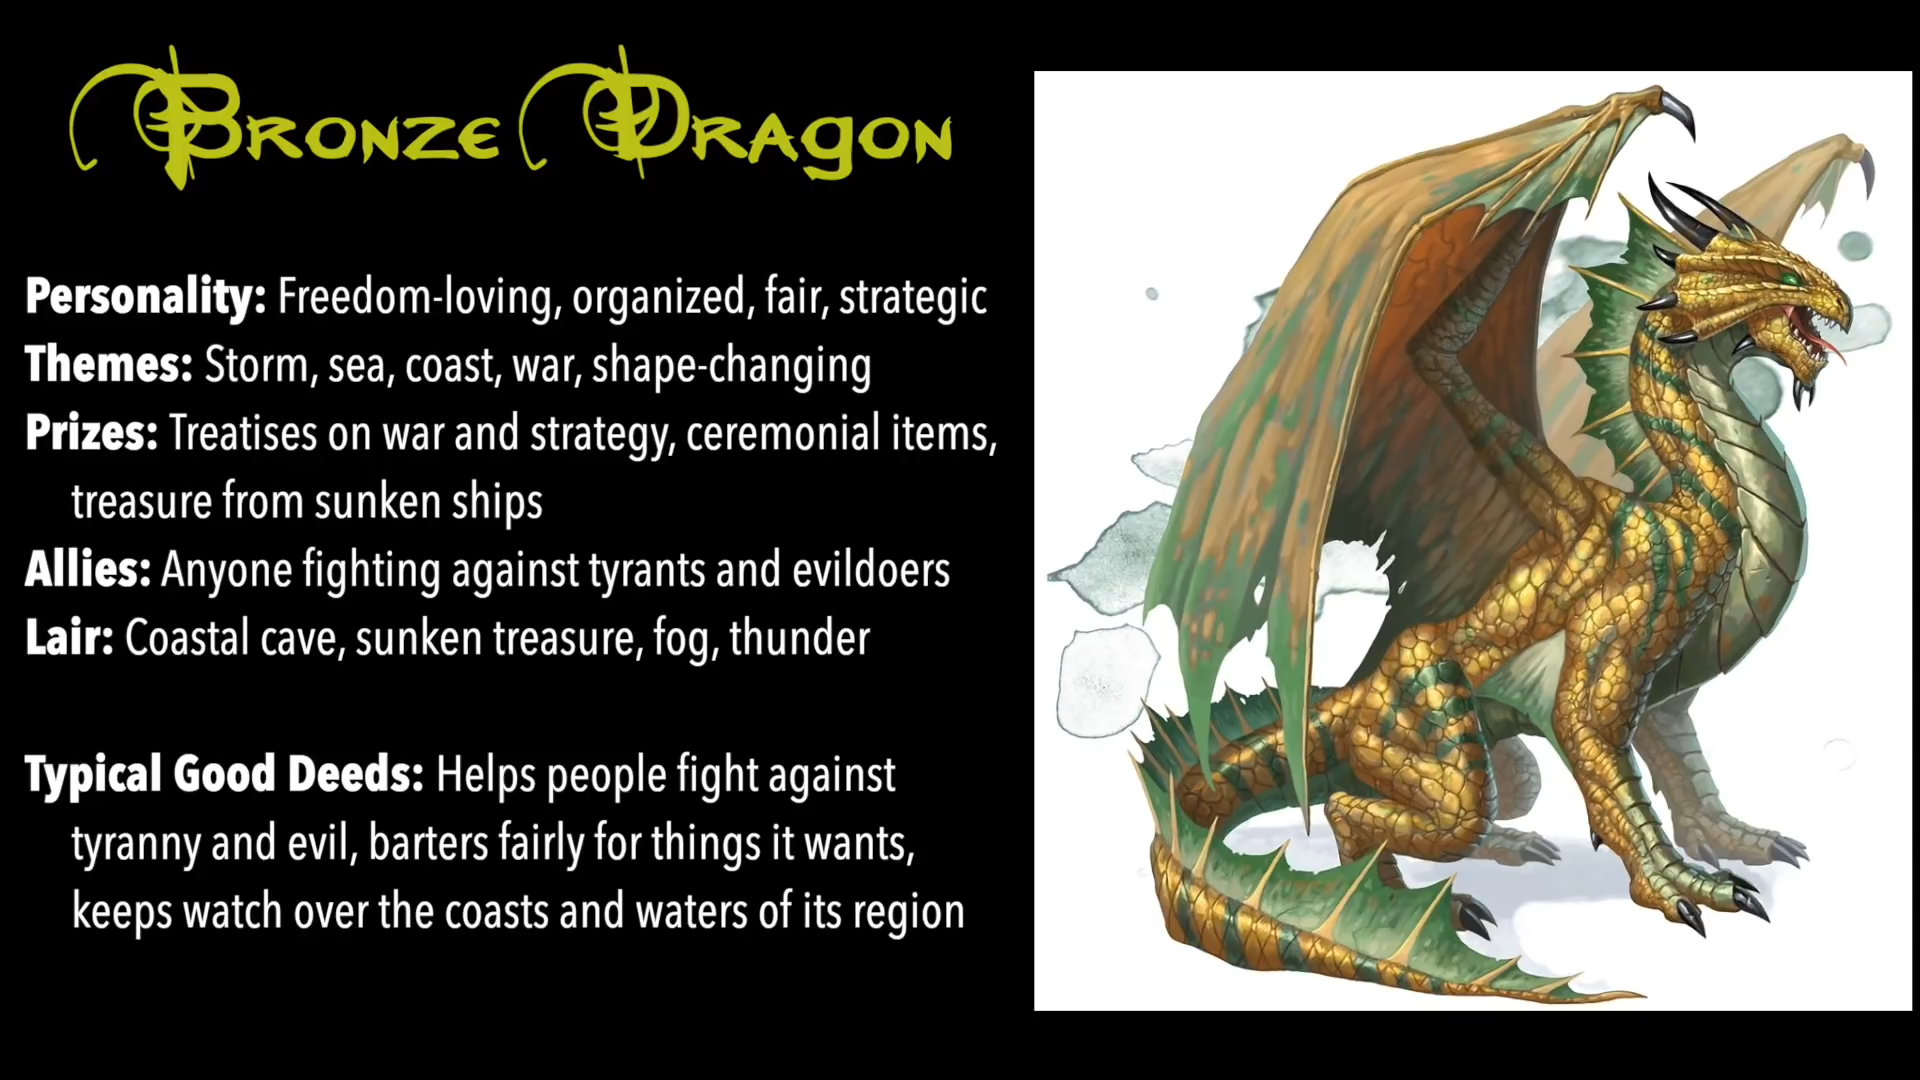 Bronze Dragon
Personality: Freedom-loving, organized, fair, strategic
Themes: Storm, sea, coast, war, shape-changing
Prizes: Treatises on war and strategy, ceremonial items,
treasure from sunken ships
Allies: Anyone fighting against tyrants and evildoers
Lair: Coastal cave, sunken treasure, fog, thunder
Typical Good Deeds: Helps people fight against
tyranny and evil, barters fairly for things it wants,
keeps watch over the coasts and waters of its region